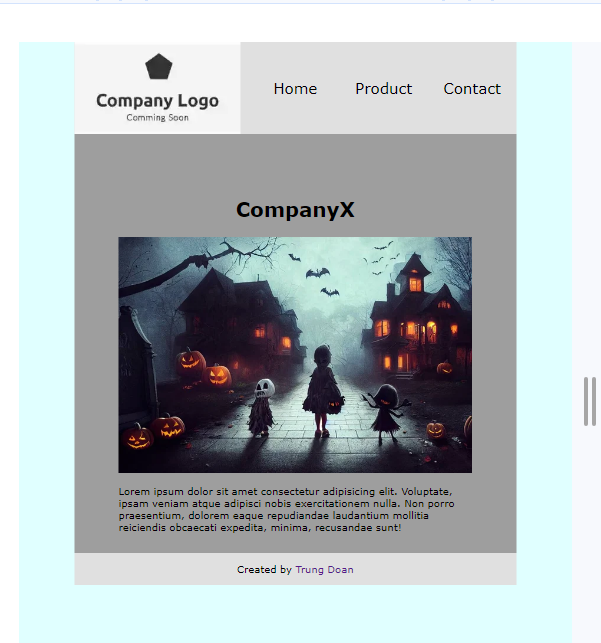 Company Logo
Comming Soon
Home Product Contact
CompanyX
Lorem ipsum dolor sit amet consectetur adipisicing elit. Voluptate,
ipsam veniam atque adipisci nobis exercitationem nulla. Non porro
praesentium, dolorem eaque repudiandae laudantium mollitia
reiciendis obcaecati expedita, minima, recusandae sunt!
Created by Trung Doan